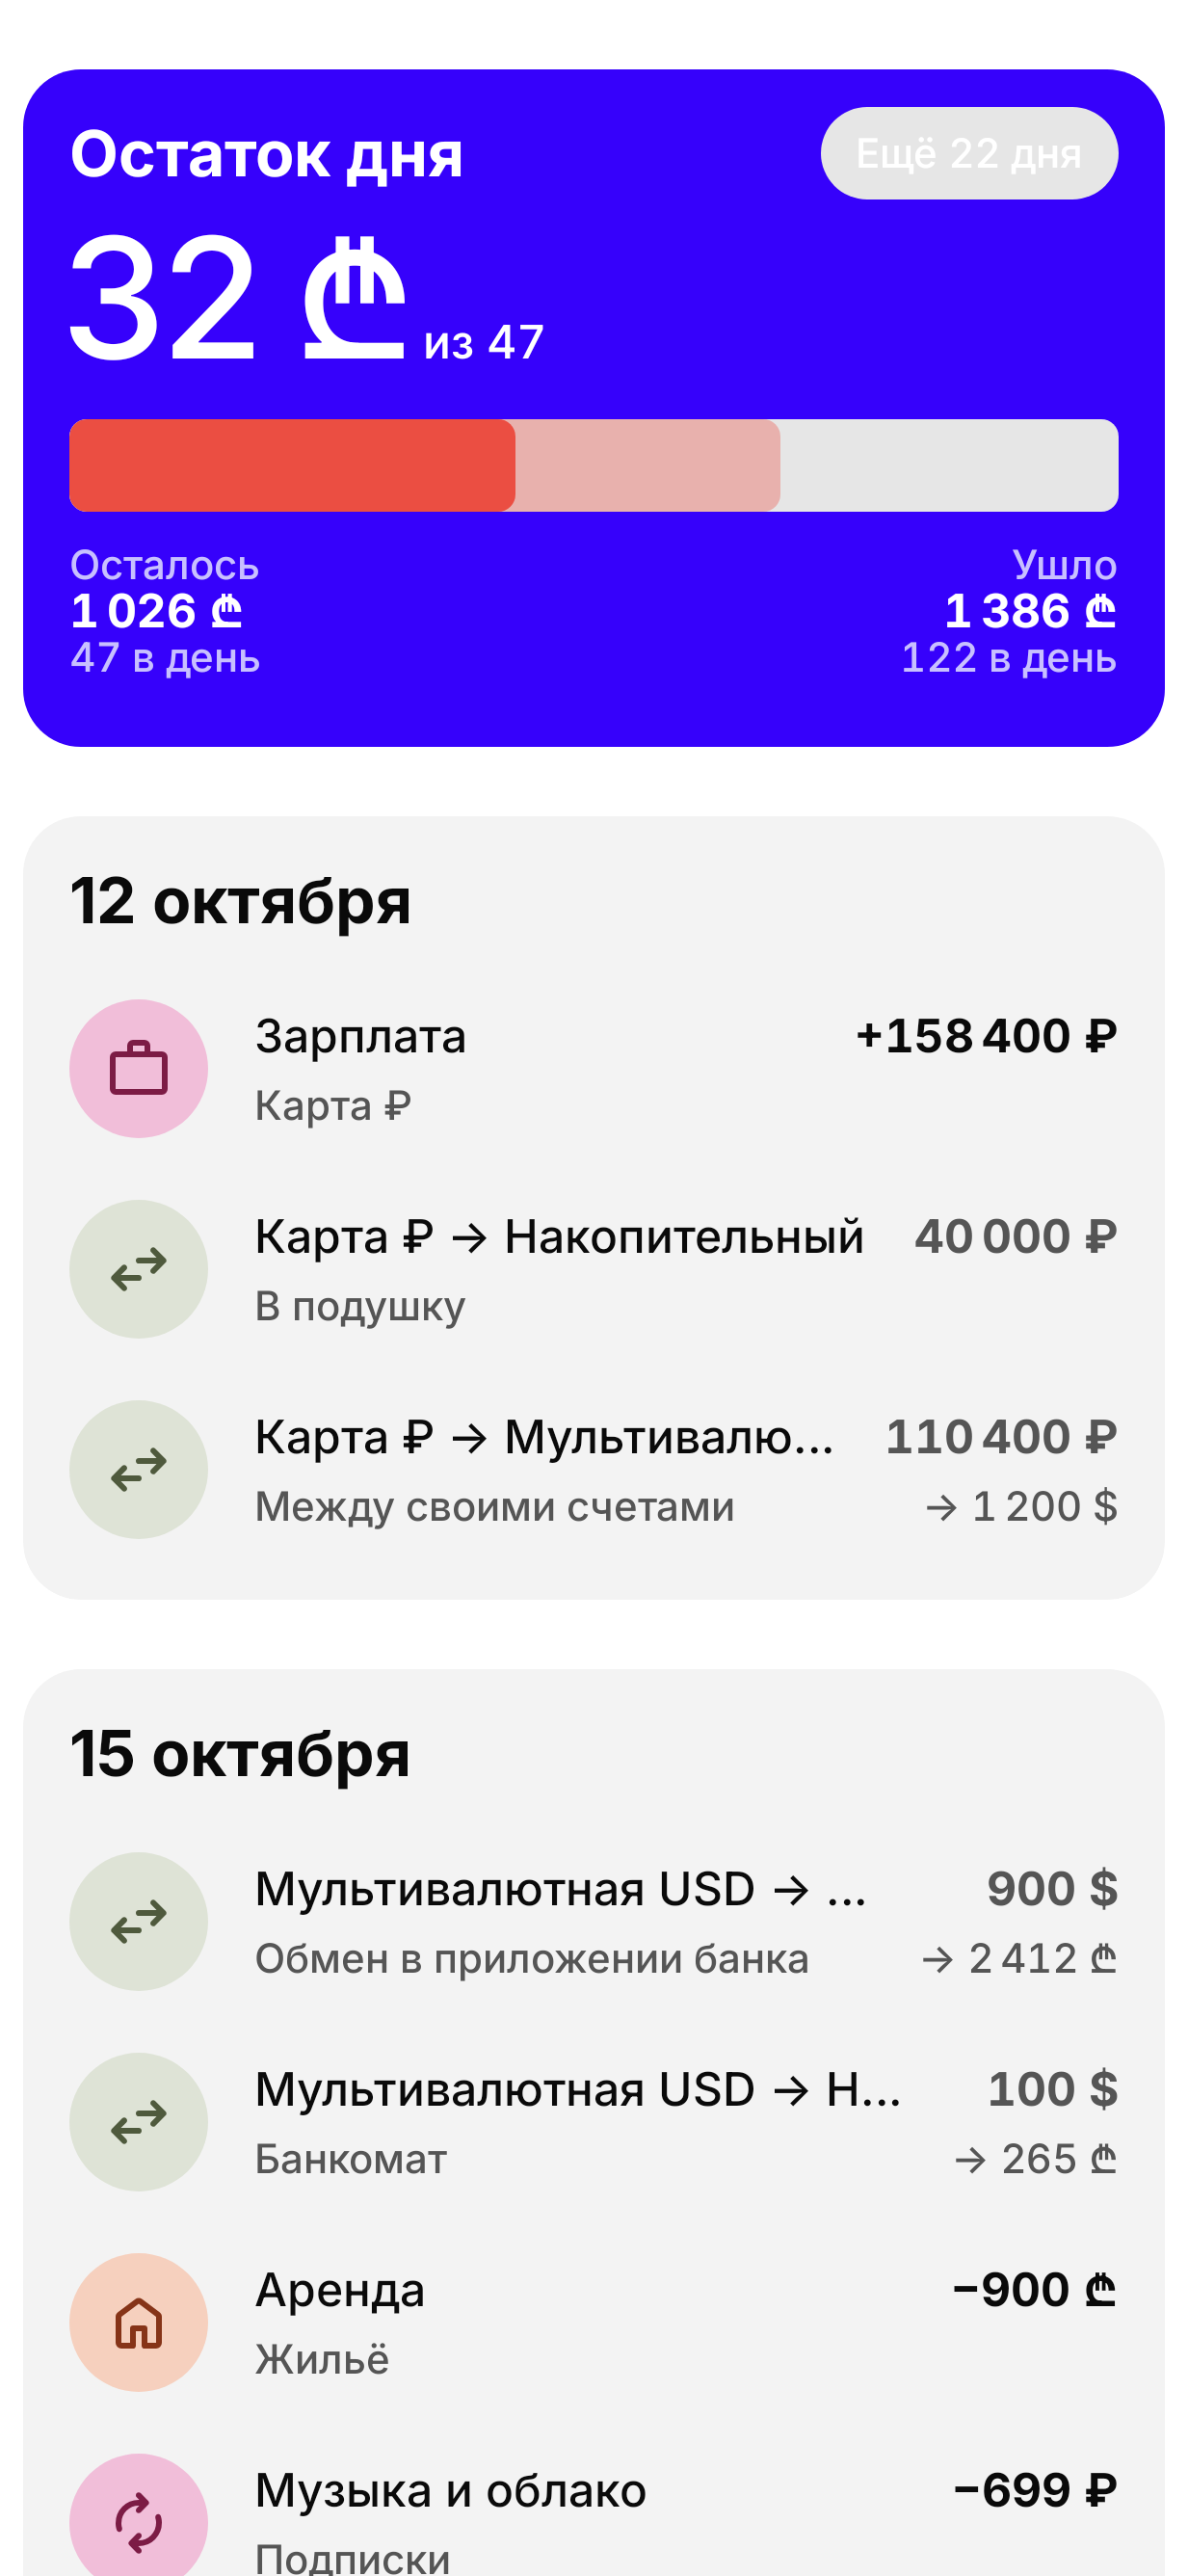 Остаток дня
Ещё 22 дня
32 ₾ из 47
Осталось
Ушло
1 026 ₾
1 386 ₾
47 в день
122 в день
12 октября
Зарплата
+158 400 ₽
Карта ₽
Карта ₽ → Накопительный
40 000 ₽
В подушку
Карта ₽ → Мультивалю...
110 400 ₽
Между своими счетами
→ 1 200 $
15 октября
Мультивалютная USD → ...
900 $
Обмен в приложении банка
→ 2 412 ₾
Мультивалютная USD → Н...
100 $
Банкомат
→ 265 ₾
Аренда
−900 ₾
Жильё
Музыка и облако
−699 ₽
Подписки